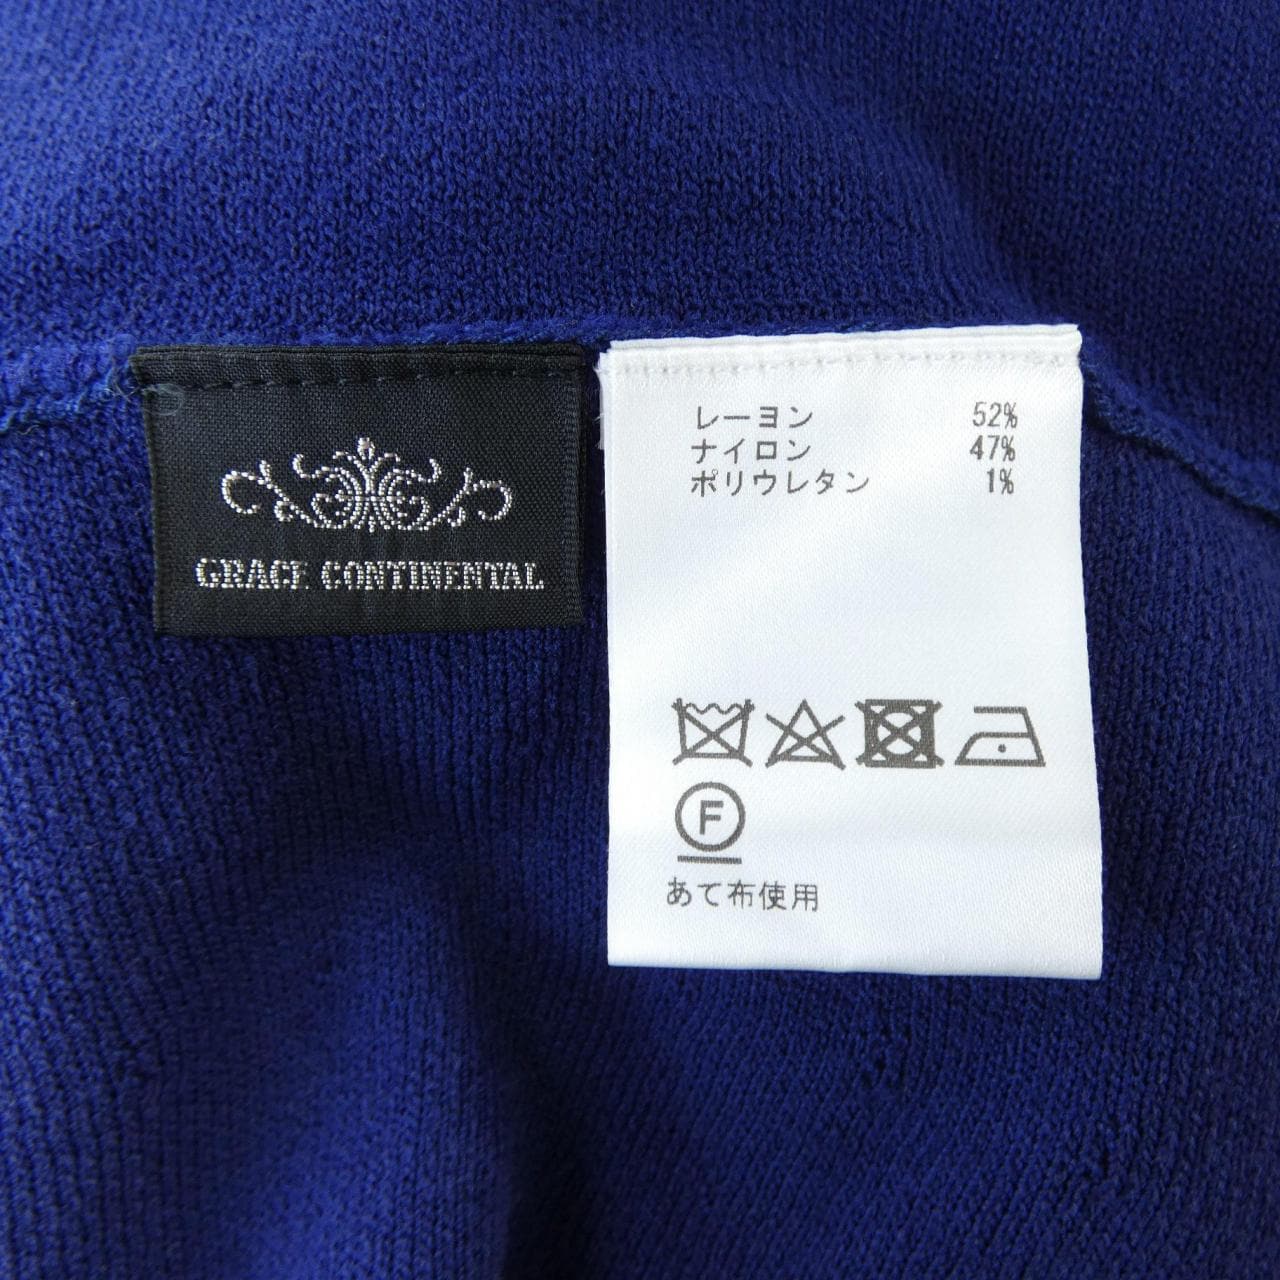 GRACE CONTINENTAL
レーヨン 52%
ナイロン 47%
ポリウレタン 1%
F
あて布使用